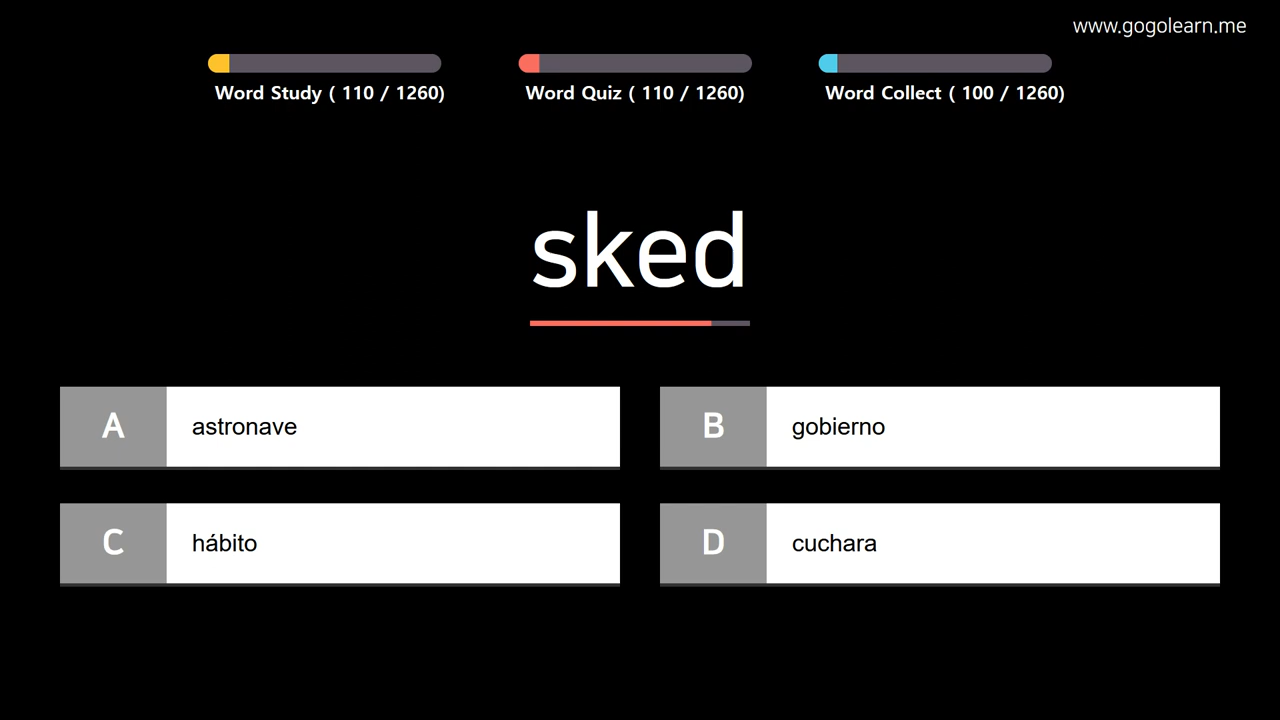 www.gogolearn.me
Word Study ( 110 / 1260)
Word Quiz ( 110 / 1260)
Word Collect ( 100 / 1260)
sked
A astronave
B gobierno
C hábito
D cuchara